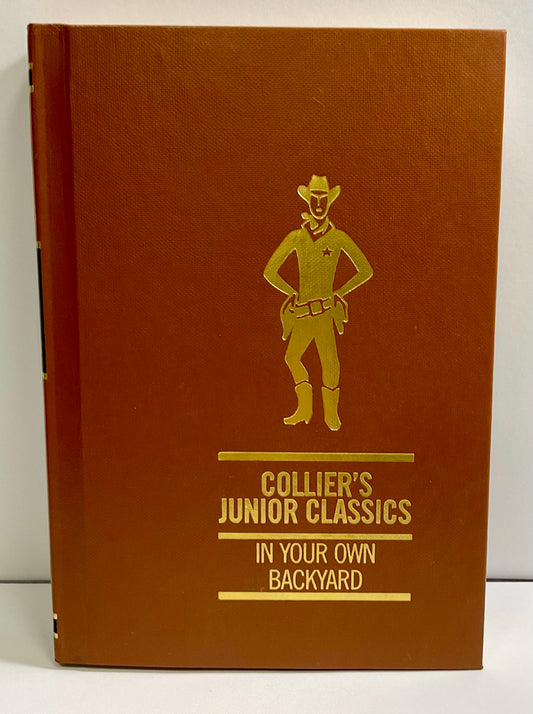 COLLIER'S
JUNIOR CLASSICS
IN YOUR OWN
BACKYARD